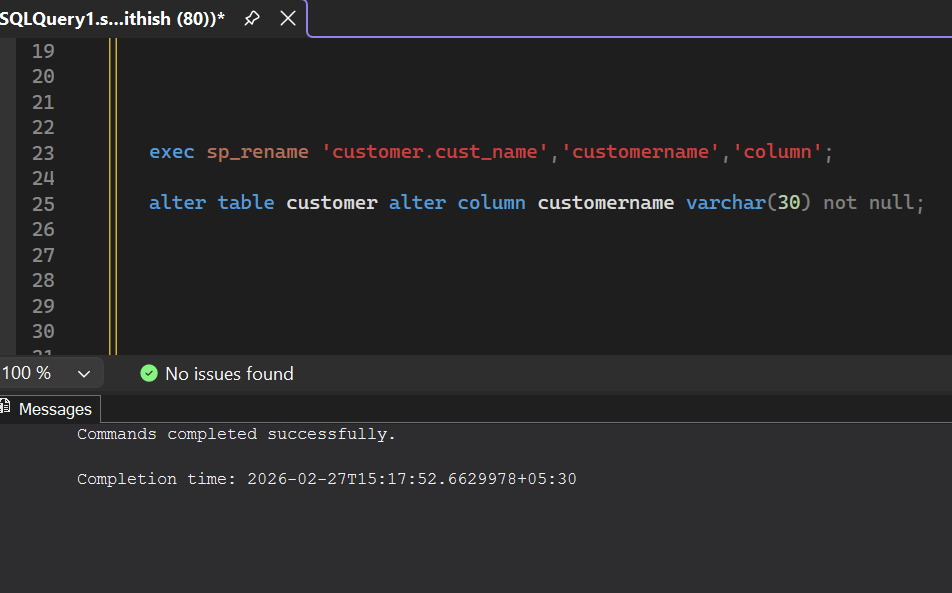 SQLQuery1.s...ithish (80))*
19
20
21
22
23 exec sp_rename 'customer.cust_name','customername','column';
24
25 alter table customer alter column customername varchar(30) not null;
26
27
28
29
30
31
100 %
No issues found
Messages
Commands completed successfully.
Completion time: 2026-02-27T15:17:52.6629978+05:30